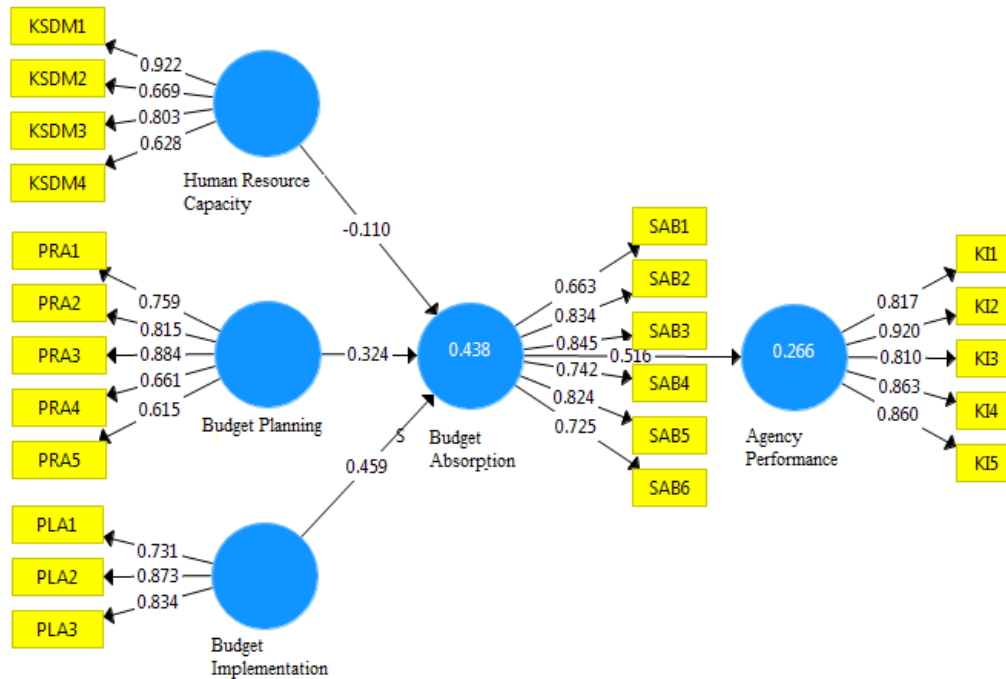 KSDM1
KSDM2
KSDM3
KSDM4
0.922
0.669
0.803
0.628
Human Resource
Capacity
-0.110
PRA1
PRA2
PRA3
PRA4
PRA5
0.759
0.815
0.884
0.661
0.615
Budget Planning
0.324
PLA1
PLA2
PLA3
0.731
0.873
0.834
Budget
Implementation
0.459
S
0.438
Budget
Absorption
0.663
0.834
0.845
0.516
0.742
0.824
0.725
SAB1
SAB2
SAB3
SAB4
SAB5
SAB6
0.266
Agency
Performance
0.817
0.920
0.810
0.863
0.860
KI1
KI2
KI3
KI4
KI5